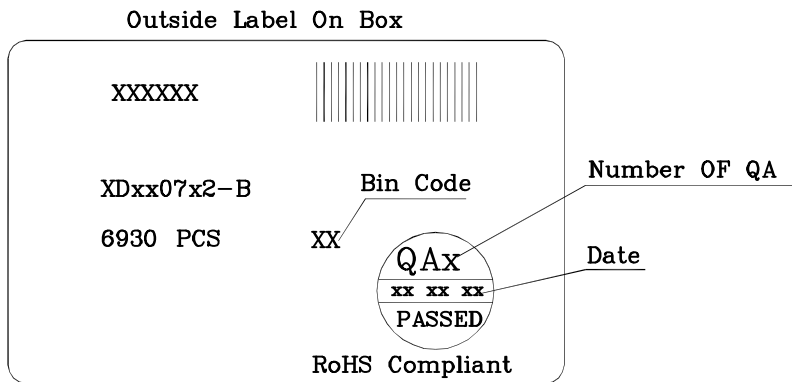 Outside Label On Box
XXXXXX
XDxx07x2-B
Bin Code
Number OF QA
6930 PCS
XX
QAx
Date
xx xx xx
PASSED
RoHS Compliant